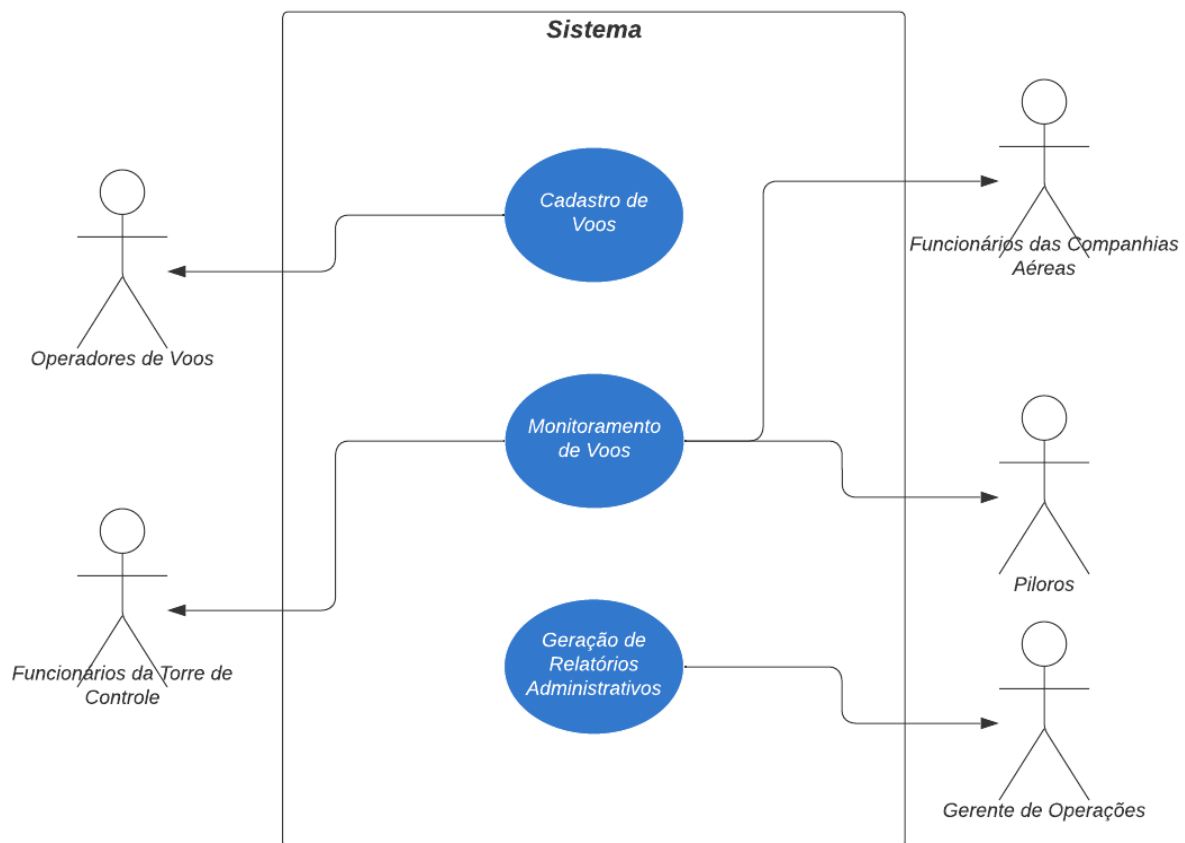 Sistema
Cadastro de
Voos
Funcionários das Companhias
Aéreas
Operadores de Voos
Monitoramento
de Voos
Piloros
Funcionários da Torre de
Controle
Geração de
Relatórios
Administrativos
Gerente de Operações